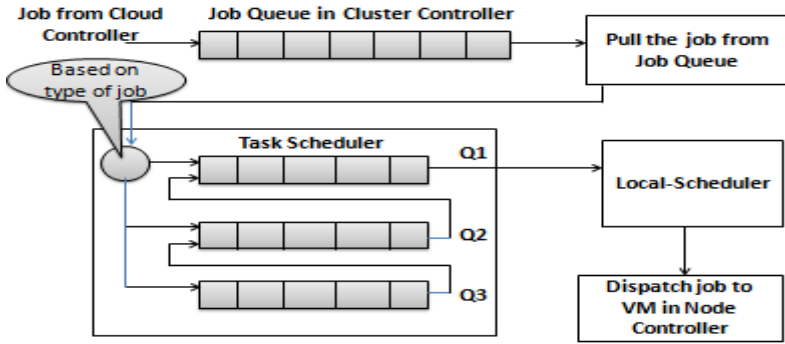 Job from Cloud
Controller
Job Queue in Cluster Controller
Pull the job from
Job Queue
Based on
type of job
Task Scheduler
Q1
Local-Scheduler
Q2
Q3
Dispatch job to
VM in Node
Controller